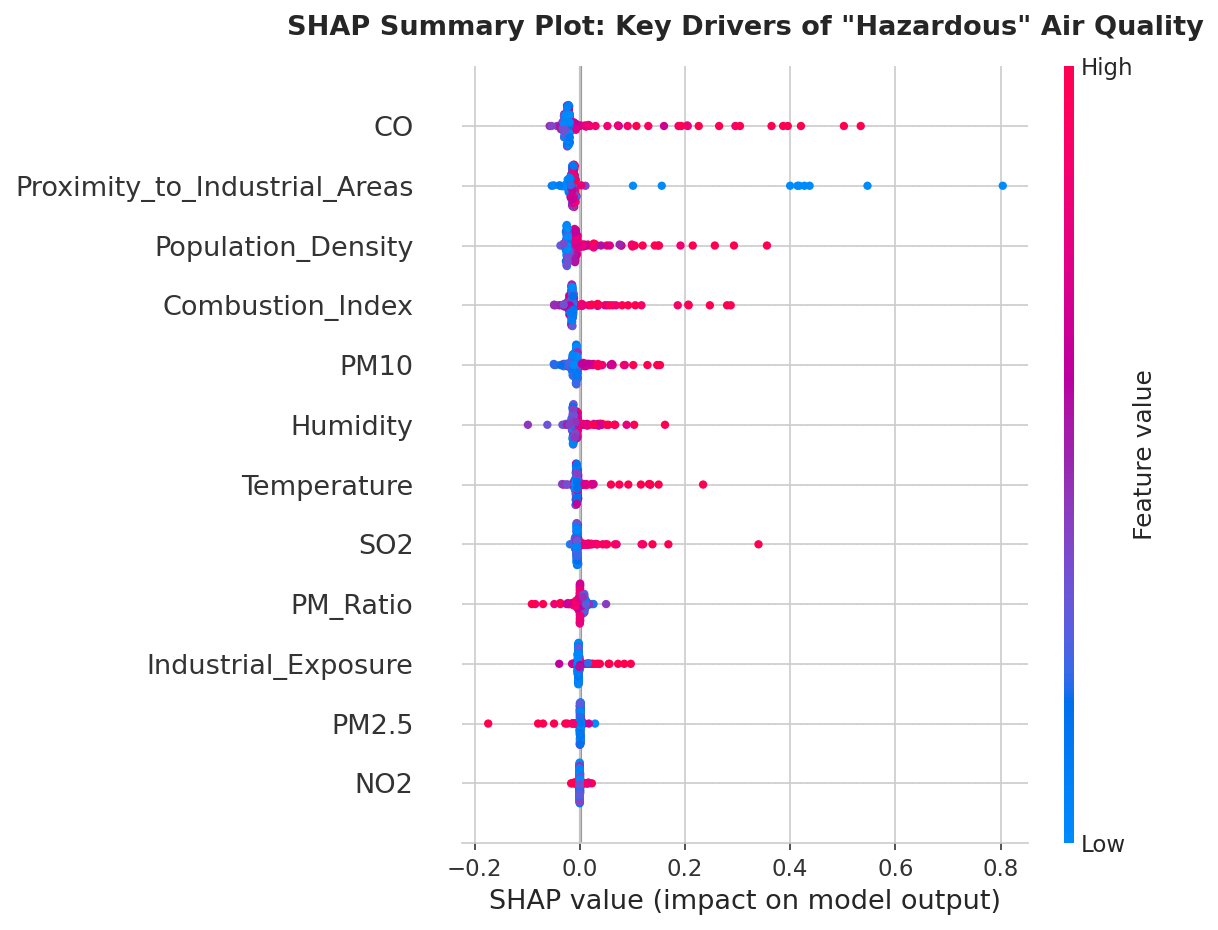 SHAP Summary Plot: Key Drivers of "Hazardous" Air Quality
High
CO
Proximity_to_Industrial_Areas
Population_Density
Combustion_Index
PM10
Humidity
Temperature
SO2
PM_Ratio
Industrial_Exposure
PM2.5
NO2
Feature value
Low
−0.2 0.0 0.2 0.4 0.6 0.8
SHAP value (impact on model output)